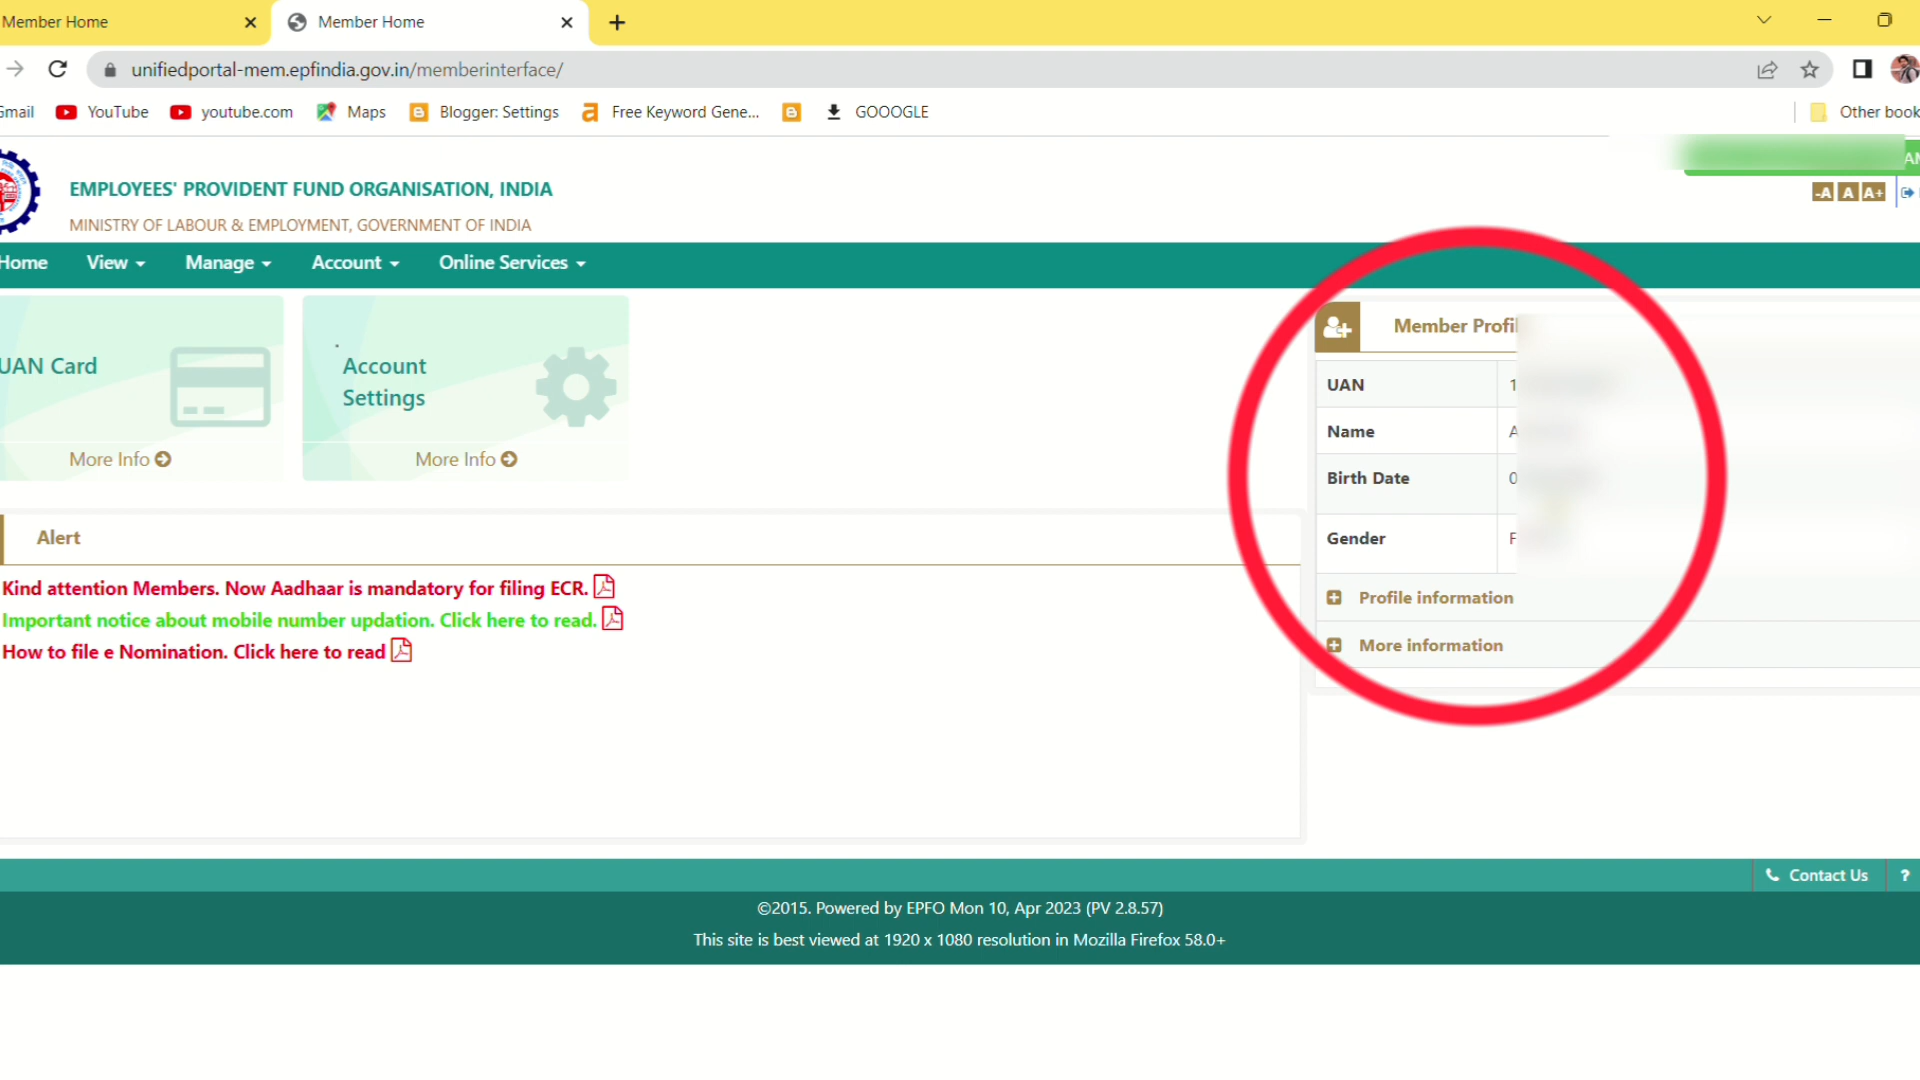 Member Home
Member Home
unifiedportal-mem.epfindia.gov.in/memberinterface/
YouTube
youtube.com
Maps
Blogger: Settings
Free Keyword Gene...
GOOOGLE
EMPLOYEES' PROVIDENT FUND ORGANISATION, INDIA
-A A A+
MINISTRY OF LABOUR & EMPLOYMENT, GOVERNMENT OF INDIA
Home View Manage Account Online Services
UAN Card
More Info
Account
Settings
More Info
Alert
Kind attention Members. Now Aadhaar is mandatory for filing ECR.
Important notice about mobile number updation. Click here to read.
How to file e Nomination. Click here to read
Member Profil
UAN 1
Name A
Birth Date 0
Gender F
Profile information
More information
Contact Us ?
©2015. Powered by EPFO Mon 10, Apr 2023 (PV 2.8.57)
This site is best viewed at 1920 x 1080 resolution in Mozilla Firefox 58.0+